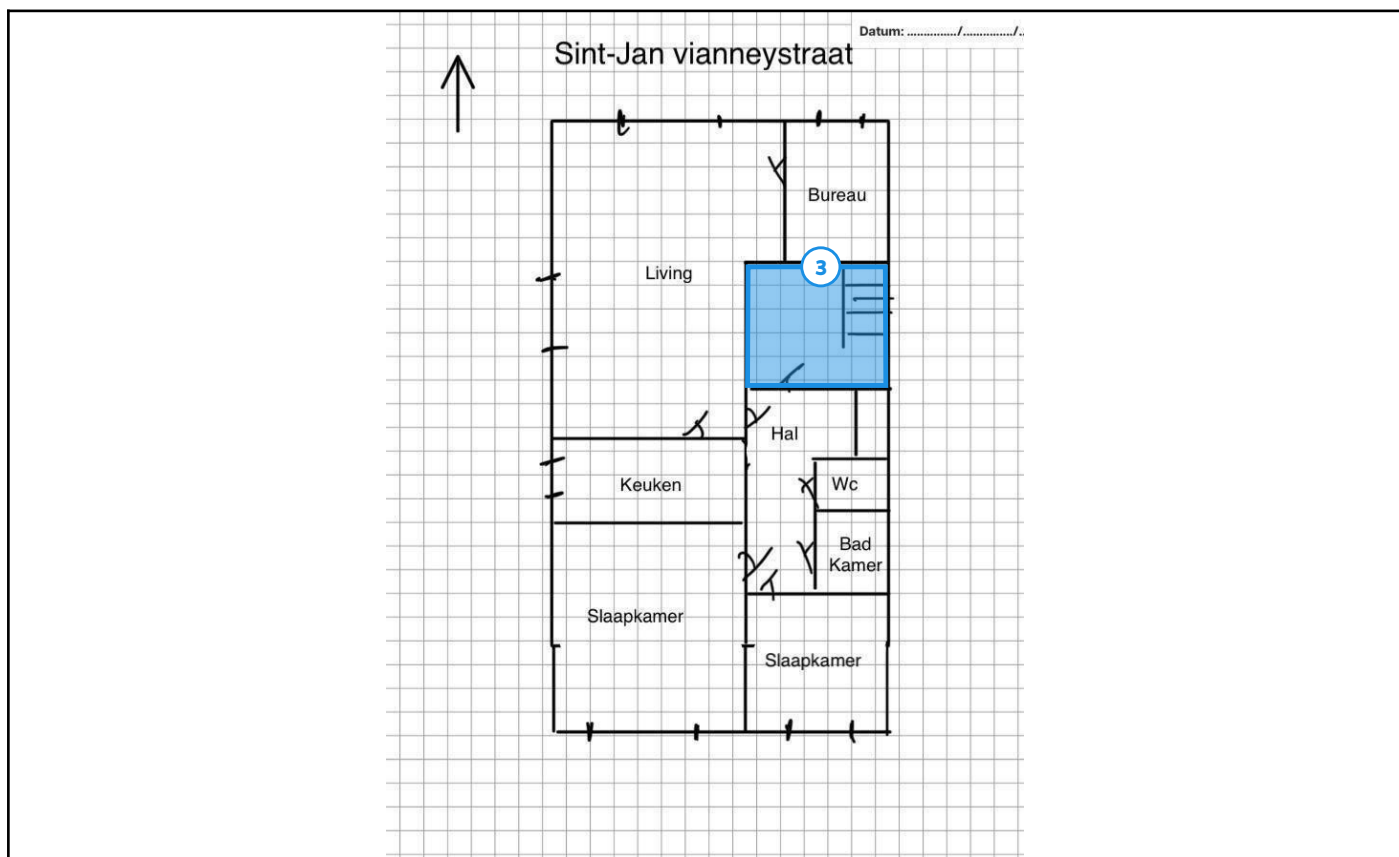 Datum: ............../............../..
Sint-Jan vianneystraat
Bureau
3
Living
Hal
Keuken
Wc
Bad
Kamer
Slaapkamer
Slaapkamer